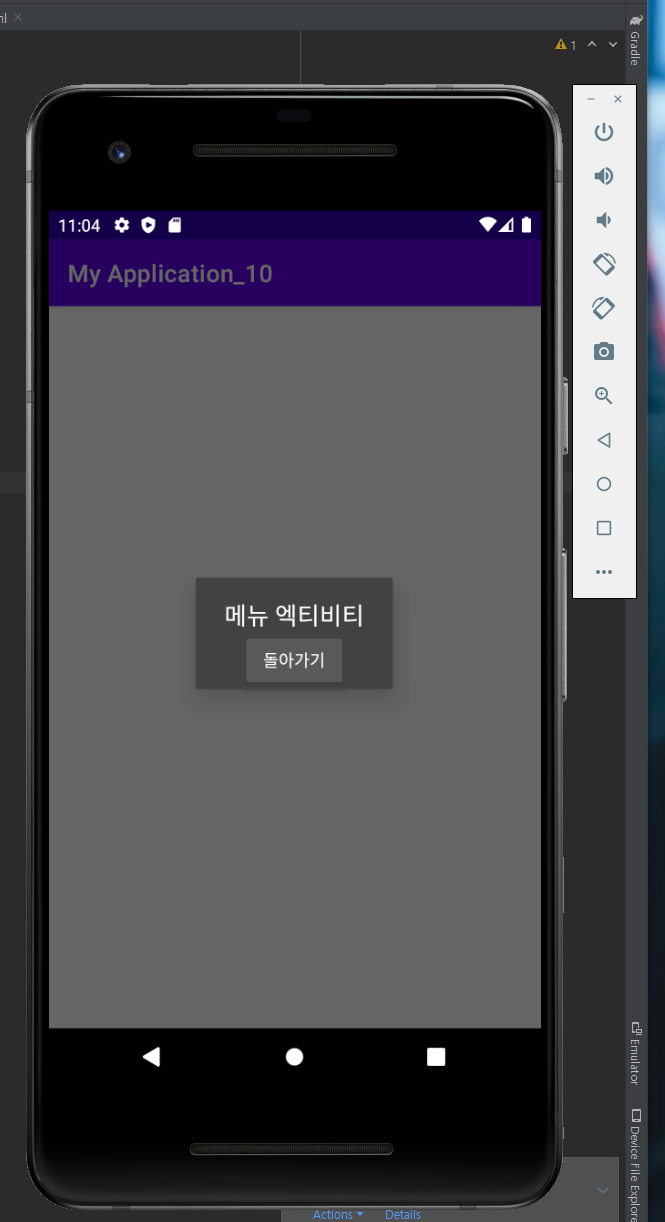 ml
1
Gradle
11:04
My Application_10
메뉴 엑티비티
돌아가기
Emulator
Device File Explore
Actions
Details